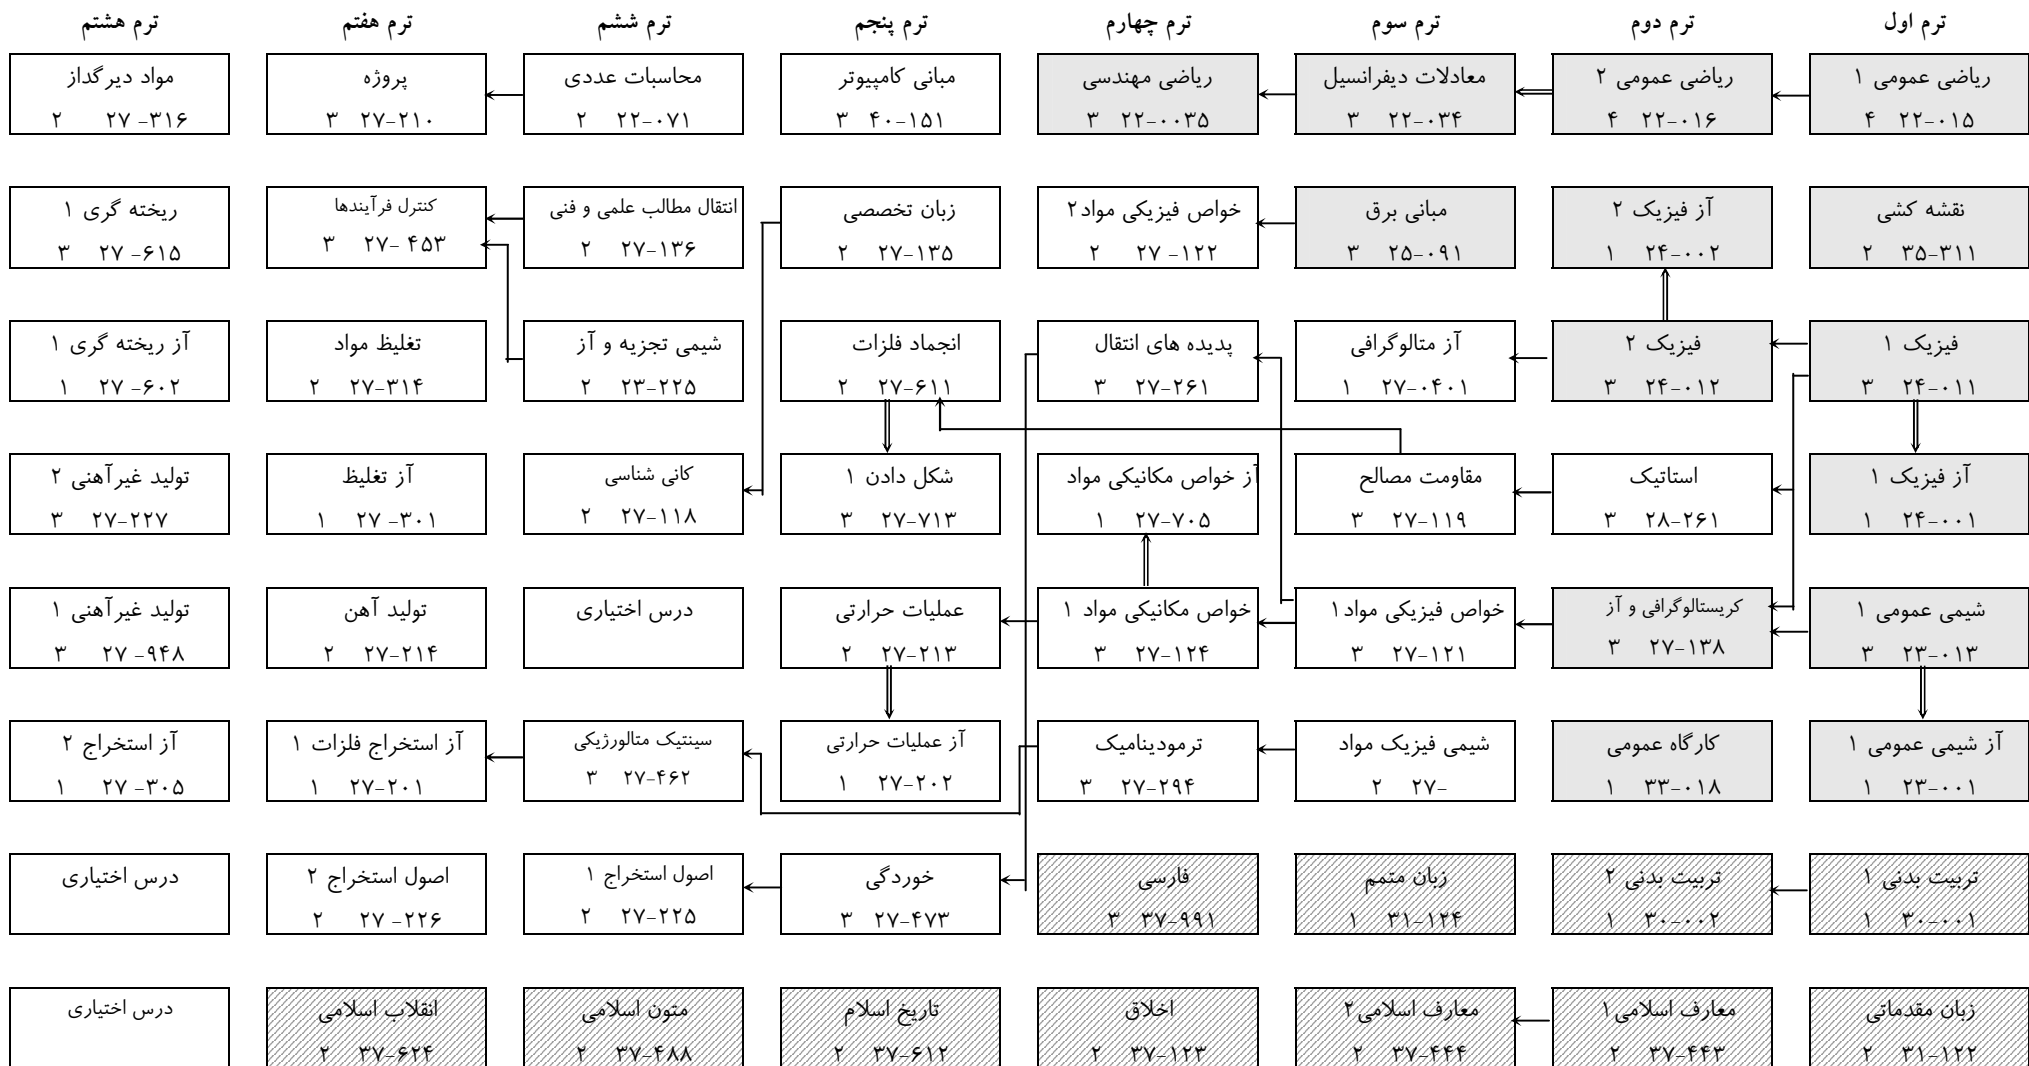 ترم اول
ترم دوم
ترم سوم
ترم چهارم
ترم پنجم
ترم ششم
ترم هفتم
ترم هشتم
ریاضی عمومی ۱
۲۲-۰۱۵ ۴
ریاضی عمومی ۲
۲۲-۰۱۶ ۴
معادلات دیفرانسیل
۲۲-۰۳۴ ۳
ریاضی مهندسی
۲۲-۰۰۳۵ ۳
مبانی کامپیوتر
۴۰-۱۵۱ ۳
محاسبات عددی
۲۲-۰۷۱ ۲
پروژه
۲۷-۲۱۰ ۳
مواد دیرگداز
۲۷-۳۱۶ ۲
نقشه کشی
۳۵-۳۱۱ ۲
آز فیزیک ۲
۲۴-۰۰۲ ۱
مبانی برق
۲۵-۰۹۱ ۳
خواص فیزیکی مواد۲
۲۷-۱۲۲ ۲
زبان تخصصی
۲۷-۱۳۵ ۲
انتقال مطالب علمی و فنی
۲۷-۱۳۶ ۲
کنترل فرآیندها
۲۷-۴۵۳ ۳
ریخته گری ۱
۲۷-۶۱۵ ۳
فیزیک ۱
۲۴-۰۱۱ ۳
فیزیک ۲
۲۴-۰۱۲ ۳
آز متالوگرافی
۲۷-۰۴۰۱ ۱
پدیده های انتقال
۲۷-۲۶۱ ۳
انجماد فلزات
۲۷-۶۱۱ ۲
شیمی تجزیه و آز
۲۳-۲۲۵ ۲
تغلیظ مواد
۲۷-۳۱۴ ۲
آز ریخته گری ۱
۲۷-۶۰۲ ۱
آز فیزیک ۱
۲۴-۰۰۱ ۱
استاتیک
۲۸-۲۶۱ ۳
مقاومت مصالح
۲۷-۱۱۹ ۳
آز خواص مکانیکی مواد
۲۷-۷۰۵ ۱
شکل دادن ۱
۲۷-۷۱۳ ۳
کانی شناسی
۲۷-۱۱۸ ۲
آز تغلیظ
۲۷-۳۰۱ ۱
تولید غیرآهنی ۲
۲۷-۲۲۷ ۳
شیمی عمومی ۱
۲۳-۰۱۳ ۳
کریستالوگرافی و آز
۲۷-۱۳۸ ۳
خواص فیزیکی مواد۱
۲۷-۱۲۱ ۳
خواص مکانیکی مواد ۱
۲۷-۱۲۴ ۳
عملیات حرارتی
۲۷-۲۱۳ ۲
درس اختیاری
تولید آهن
۲۷-۲۱۴ ۲
تولید غیرآهنی ۱
۲۷-۹۴۸ ۳
آز شیمی عمومی ۱
۲۳-۰۰۱ ۱
کارگاه عمومی
۳۳-۰۱۸ ۱
شیمی فیزیک مواد
۲۷- ۲
ترمودینامیک
۲۷-۲۹۴ ۳
آز عملیات حرارتی
۲۷-۲۰۲ ۱
سینتیک متالورژیکی
۲۷-۴۶۲ ۳
آز استخراج فلزات ۱
۲۷-۲۰۱ ۱
آز استخراج ۲
۲۷-۳۰۵ ۱
تربیت بدنی ۱
۳۰-۰۰۱ ۱
تربیت بدنی ۲
۳۰-۰۰۲ ۱
زبان متمم
۳۱-۱۲۴ ۱
فارسی
۳۷-۹۹۱ ۳
خوردگی
۲۷-۴۷۳ ۳
اصول استخراج ۱
۲۷-۲۲۵ ۲
اصول استخراج ۲
۲۷-۲۲۶ ۲
درس اختیاری
زبان مقدماتی
۳۱-۱۲۲ ۲
معارف اسلامی۱
۳۷-۴۴۳ ۲
معارف اسلامی۲
۳۷-۴۴۴ ۲
اخلاق
۳۷-۱۲۳ ۲
تاریخ اسلام
۳۷-۶۱۲ ۲
متون اسلامی
۳۷-۴۸۸ ۲
انقلاب اسلامی
۳۷-۶۲۴ ۲
درس اختیاری